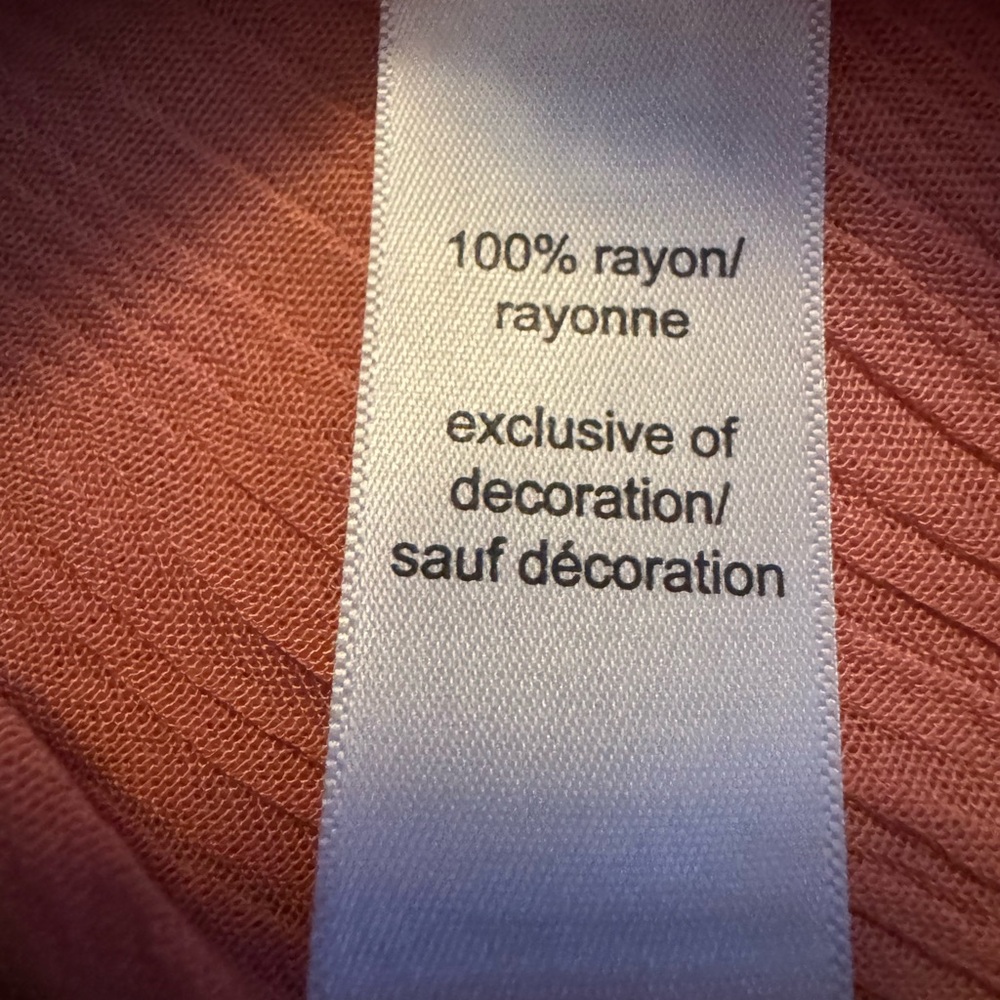 100% rayon/
rayonne
exclusive of
decoration/
sauf décoration